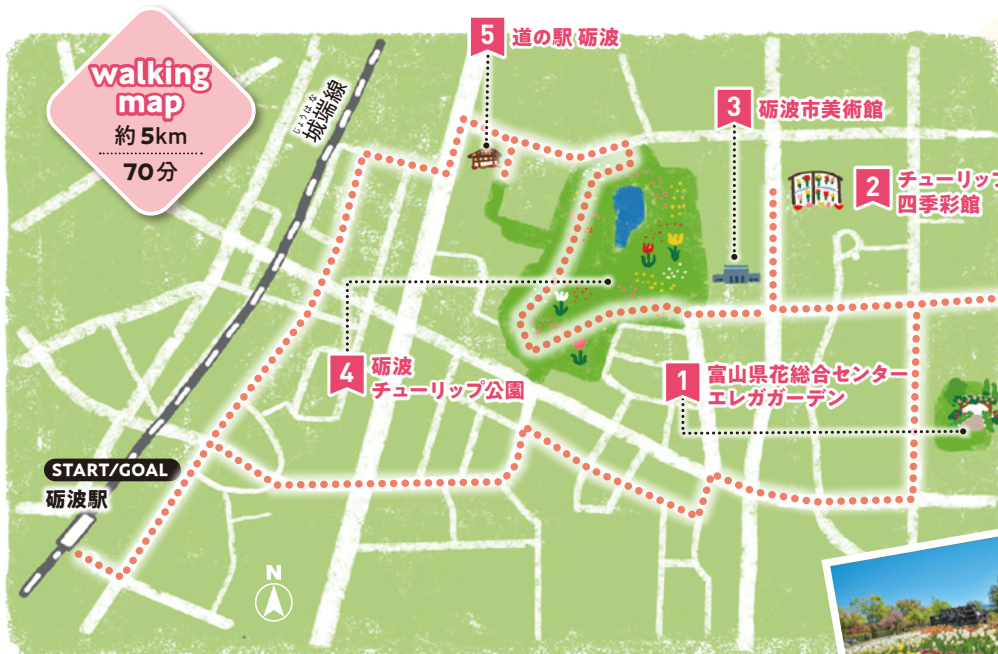 walking
map
約5km
70分
じょうはな
城端線
5 道の駅 砺波
3 砺波市美術館
2 チューリップ
四季彩館
4 砺波
チューリップ公園
1 富山県花総合センター
エレガガーデン
START/GOAL
砺波駅
N